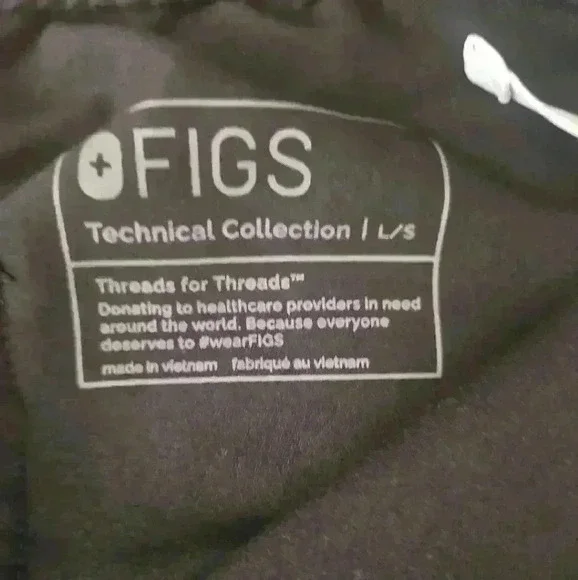 FIGS
Technical Collection | L/S
Threads for Threads™
Donating to healthcare providers in need
around the world. Because everyone
deserves to #wearFIGS
made in vietnam fabriqué au vietnam